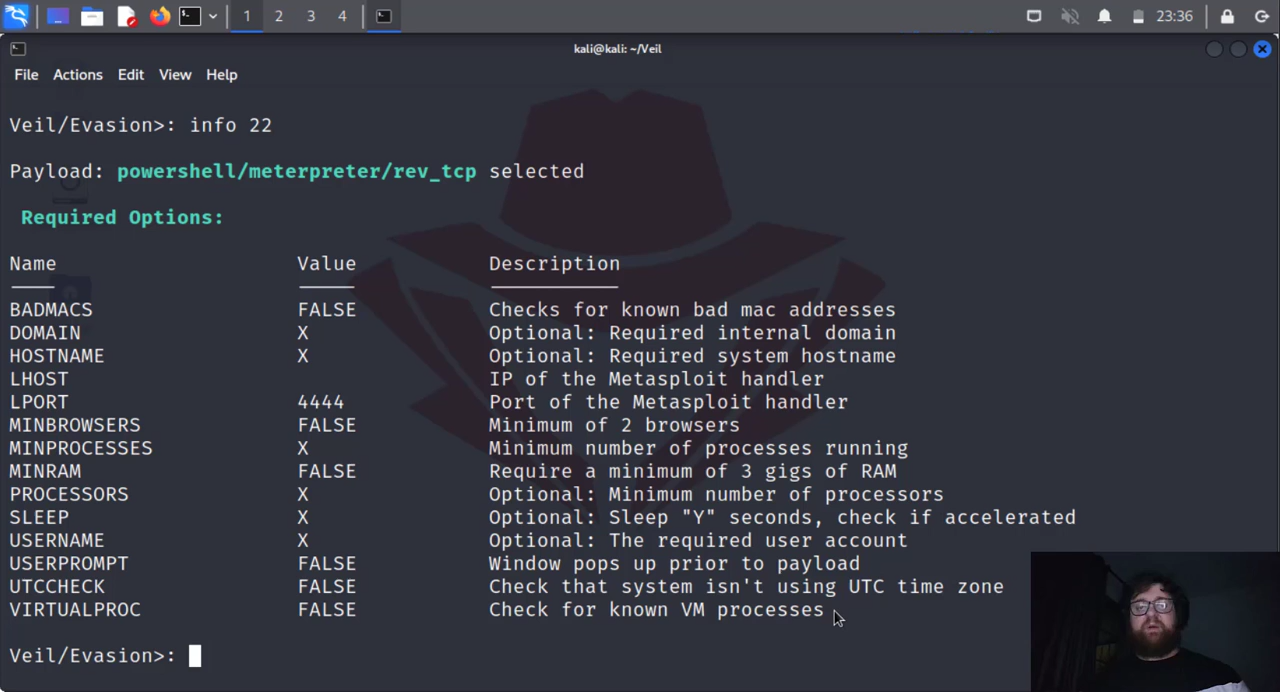 1 2 3 4 23:36
kali@kali: ~/Veil
File Actions Edit View Help
Veil/Evasion>: info 22
Payload: powershell/meterpreter/rev_tcp selected
Required Options:
Name Value Description
BADMACS FALSE Checks for known bad mac addresses
DOMAIN X Optional: Required internal domain
HOSTNAME X Optional: Required system hostname
LHOST IP of the Metasploit handler
LPORT 4444 Port of the Metasploit handler
MINBROWSERS FALSE Minimum of 2 browsers
MINPROCESSES X Minimum number of processes running
MINRAM FALSE Require a minimum of 3 gigs of RAM
PROCESSORS X Optional: Minimum number of processors
SLEEP X Optional: Sleep "Y" seconds, check if accelerated
USERNAME X Optional: The required user account
USERPROMPT FALSE Window pops up prior to payload
UTCCHECK FALSE Check that system isn't using UTC time zone
VIRTUALPROC FALSE Check for known VM processes
Veil/Evasion>: